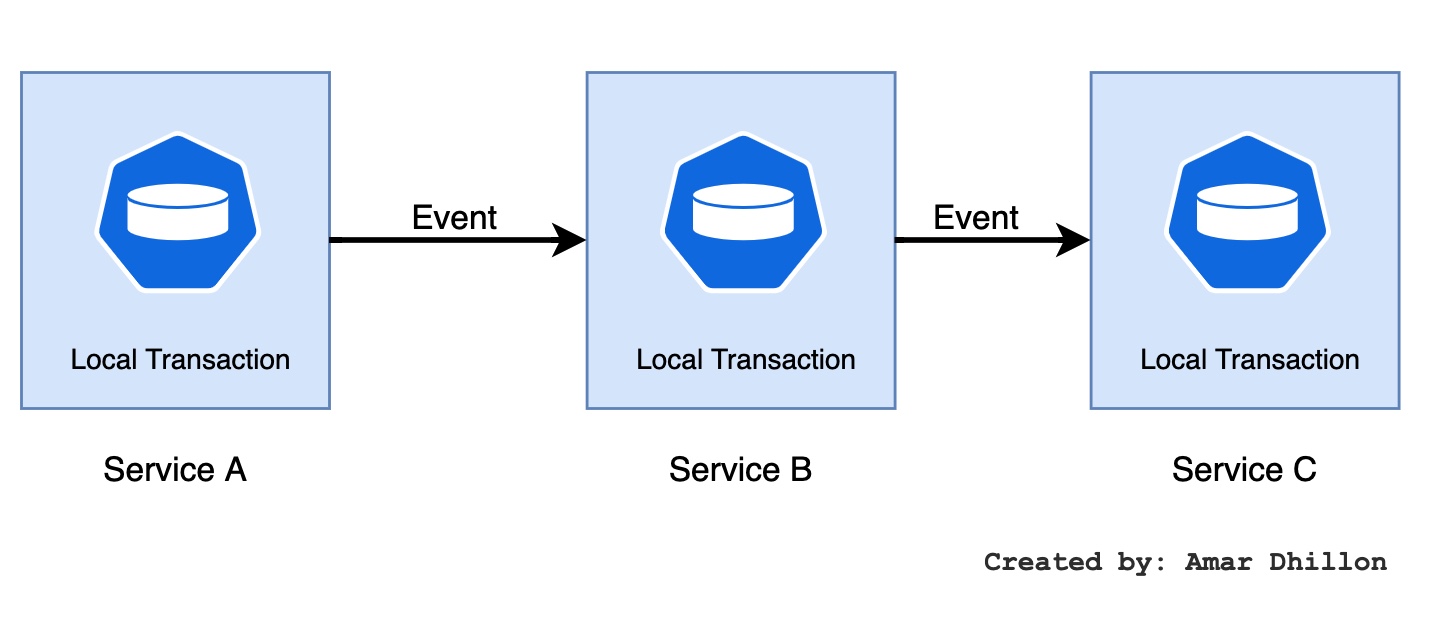 Event
Event
Local Transaction
Local Transaction
Local Transaction
Service A
Service B
Service C
Created by: Amar Dhillon